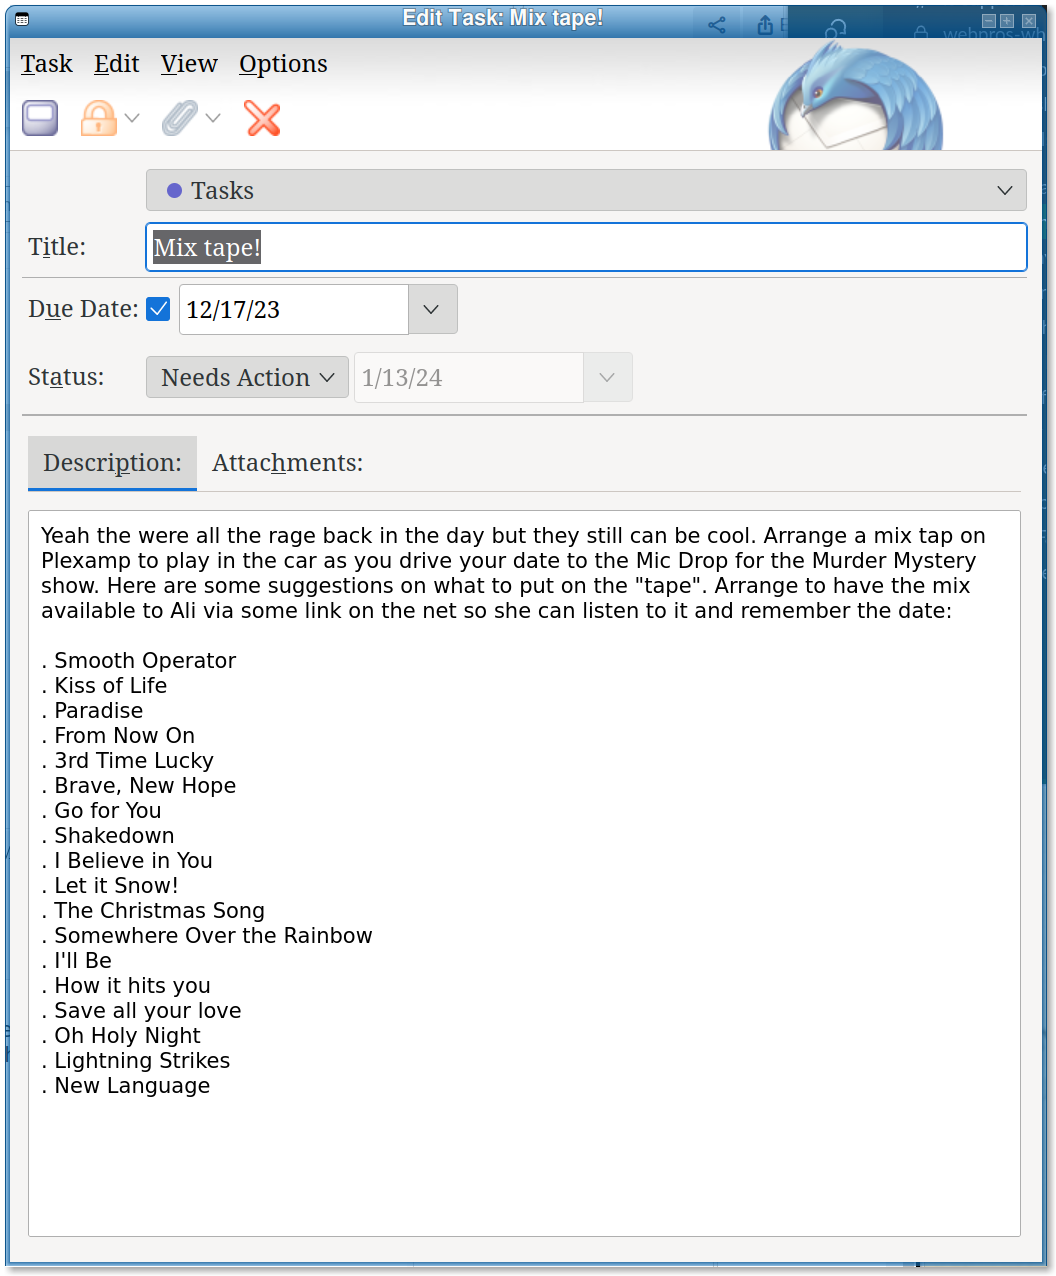 Edit Task: Mix tape!
Task Edit View Options
Tasks
Title: Mix tape!
Due Date: 12/17/23
Status: Needs Action 1/13/24
Description: Attachments:
Yeah the were all the rage back in the day but they still can be cool. Arrange a mix tap on
Plexamp to play in the car as you drive your date to the Mic Drop for the Murder Mystery
show. Here are some suggestions on what to put on the "tape". Arrange to have the mix
available to Ali via some link on the net so she can listen to it and remember the date:
. Smooth Operator
. Kiss of Life
. Paradise
. From Now On
. 3rd Time Lucky
. Brave, New Hope
. Go for You
. Shakedown
. I Believe in You
. Let it Snow!
. The Christmas Song
. Somewhere Over the Rainbow
. I'll Be
. How it hits you
. Save all your love
. Oh Holy Night
. Lightning Strikes
. New Language